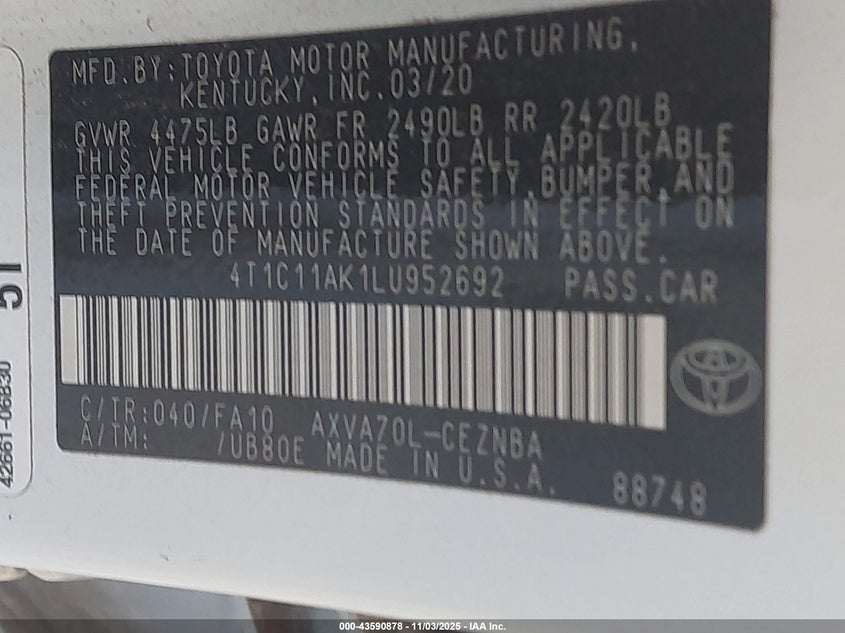 MFD.BY:TOYOTA MOTOR MANUFACTURING,
KENTUCKY,INC.03/20
GVWR 4475LB GAWR FR 2490LB RR 2420LB
THIS VEHICLE CONFORMS TO ALL APPLICABLE
FEDERAL MOTOR VEHICLE SAFETY,BUMPER,AND
THEFT PREVENTION STANDARDS IN EFFECT ON
THE DATE OF MANUFACTURE SHOWN ABOVE.
4T1C11AK1LU952692 PASS.CAR
C/TR:040/FA10 AXVA70L-CEZNBA
A/TM: /UB80E MADE IN U.S.A.
88748
51
42661-06B30
000-43590878 - 11/03/2025 - IAA Inc.